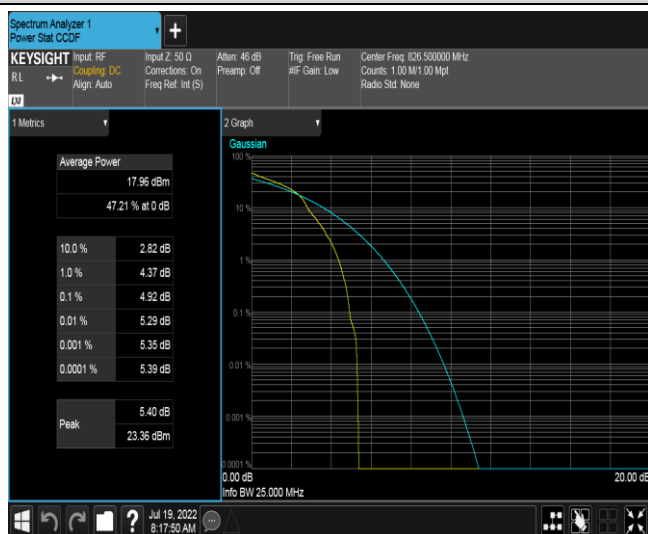 Spectrum Analyzer 1
Power Stat CCDF
+
KEYSIGHT
RL
LXI
Input: RF
Coupling: DC
Align: Auto
Input Z: 50 Ω
Corrections: On
Freq Ref: Int (S)
Atten: 46 dB
Preamp: Off
Trig: Free Run
#IF Gain: Low
Center Freq: 826.500000 MHz
Counts: 1.00 M/1.00 Mpt
Radio Std: None
1 Metrics
Average Power
17.96 dBm
47.21 % at 0 dB
10.0 % 2.82 dB
1.0 % 4.37 dB
0.1 % 4.92 dB
0.01 % 5.29 dB
0.001 % 5.35 dB
0.0001 % 5.39 dB
Peak
5.40 dB
23.36 dBm
2 Graph
Gaussian
100 %
10 %
1 %
0.1 %
0.01 %
0.001 %
0.0001 %
0.00 dB
20.00 dB
Info BW 25.000 MHz
?
Jul 19, 2022
8:17:50 AM